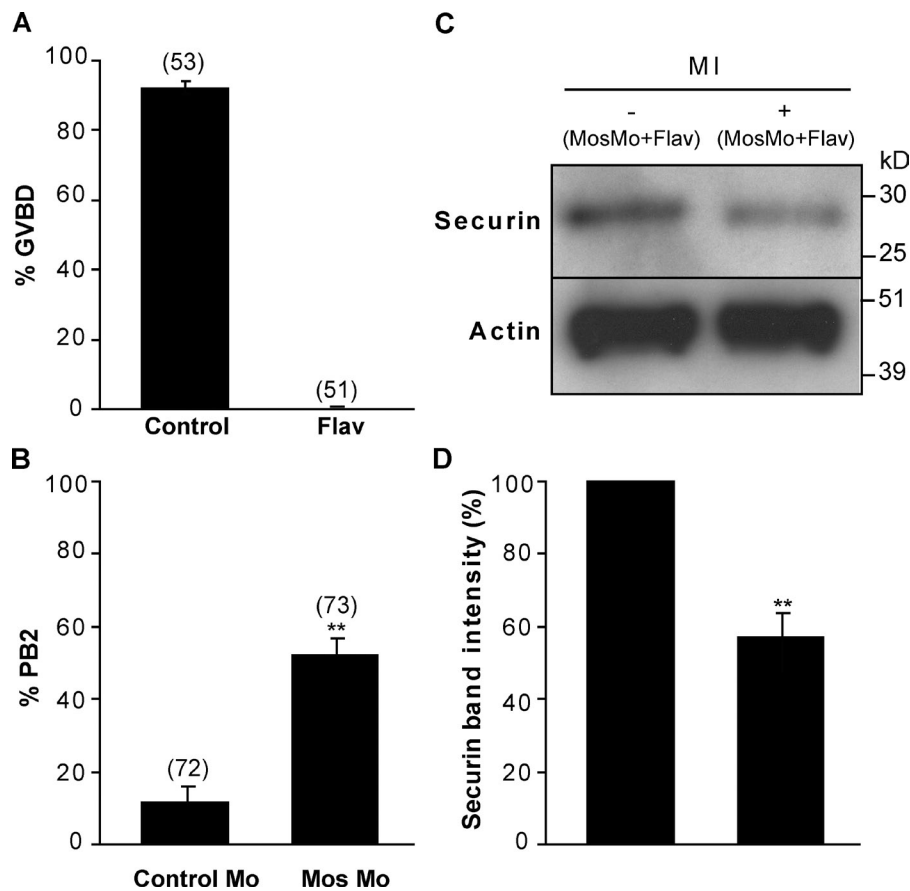 A
% GVBD
100
80
60
40
20
0
(53)
(51)
Control Flav
B
% PB2
100
80
60
40
20
0
(72)
(73)
**
Control Mo Mos Mo
C
MI
- +
(MosMo+Flav) (MosMo+Flav)
kD
Securin
30
25
Actin
51
39
D
Securin band intensity (%)
100
80
60
40
20
0
**